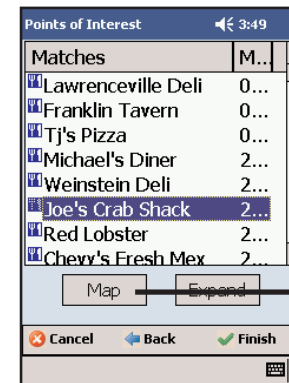 Points of Interest 3:49
Matches M...
Lawrenceville Deli 0...
Franklin Tavern 0...
Tj's Pizza 0...
Michael's Diner 2...
Weinstein Deli 2...
Joe's Crab Shack 2...
Red Lobster 2...
Chevy's Fresh Mex 2...
Map Expand
Cancel Back Finish